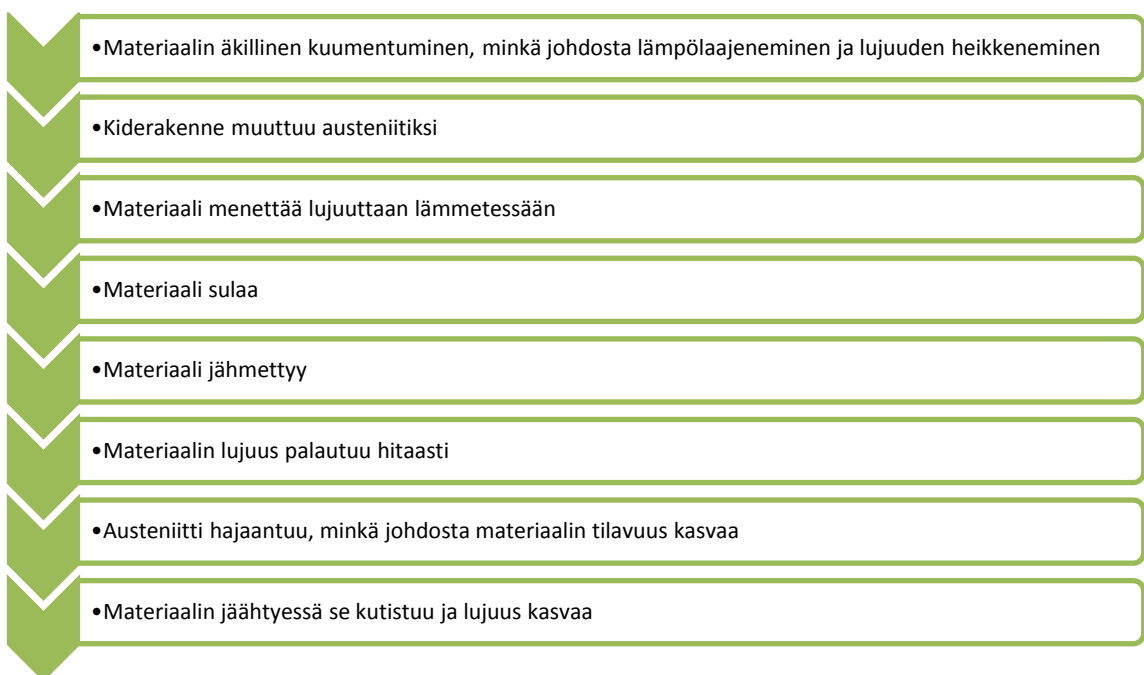 •Materiaalin äkillinen kuumentuminen, minkä johdosta lämpölaajeneminen ja lujuuden heikkeneminen
•Kiderakenne muuttuu austeniitiksi
•Materiaali menettää lujuuttaan lämmetessään
•Materiaali sulaa
•Materiaali jähmettyy
•Materiaalin lujuus palautuu hitaasti
•Austeniitti hajaantuu, minkä johdosta materiaalin tilavuus kasvaa
•Materiaalin jäähtyessä se kutistuu ja lujuus kasvaa